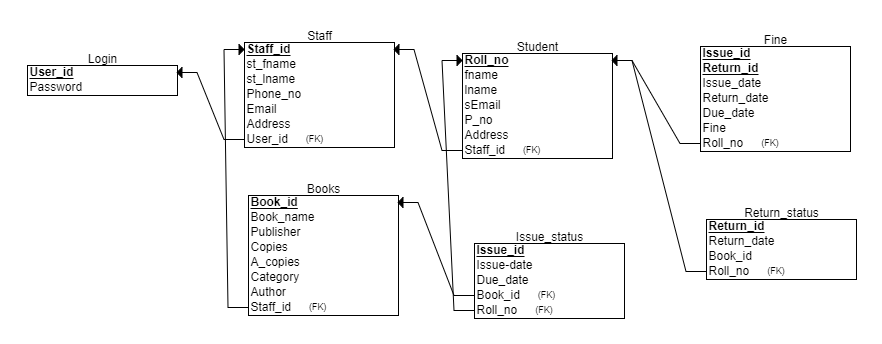 Login
User_id
Password
Staff
Staff_id
st_fname
st_lname
Phone_no
Email
Address
User_id (FK)
Student
Roll_no
fname
lname
sEmail
P_no
Address
Staff_id (FK)
Fine
Issue_id
Return_id
Issue_date
Return_date
Due_date
Fine
Roll_no (FK)
Books
Book_id
Book_name
Publisher
Copies
A_copies
Category
Author
Staff_id (FK)
Issue_status
Issue_id
Issue-date
Due_date
Book_id (FK)
Roll_no (FK)
Return_status
Return_id
Return_date
Book_id
Roll_no (FK)